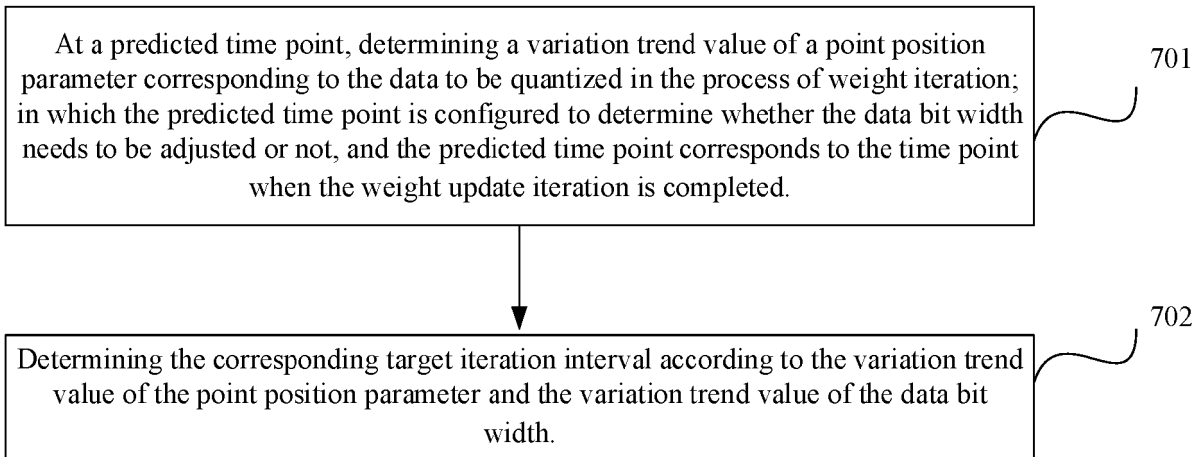 At a predicted time point, determining a variation trend value of a point position
parameter corresponding to the data to be quantized in the process of weight iteration;
in which the predicted time point is configured to determine whether the data bit width
needs to be adjusted or not, and the predicted time point corresponds to the time point
when the weight update iteration is completed.
701
702
Determining the corresponding target iteration interval according to the variation trend
value of the point position parameter and the variation trend value of the data bit
width.